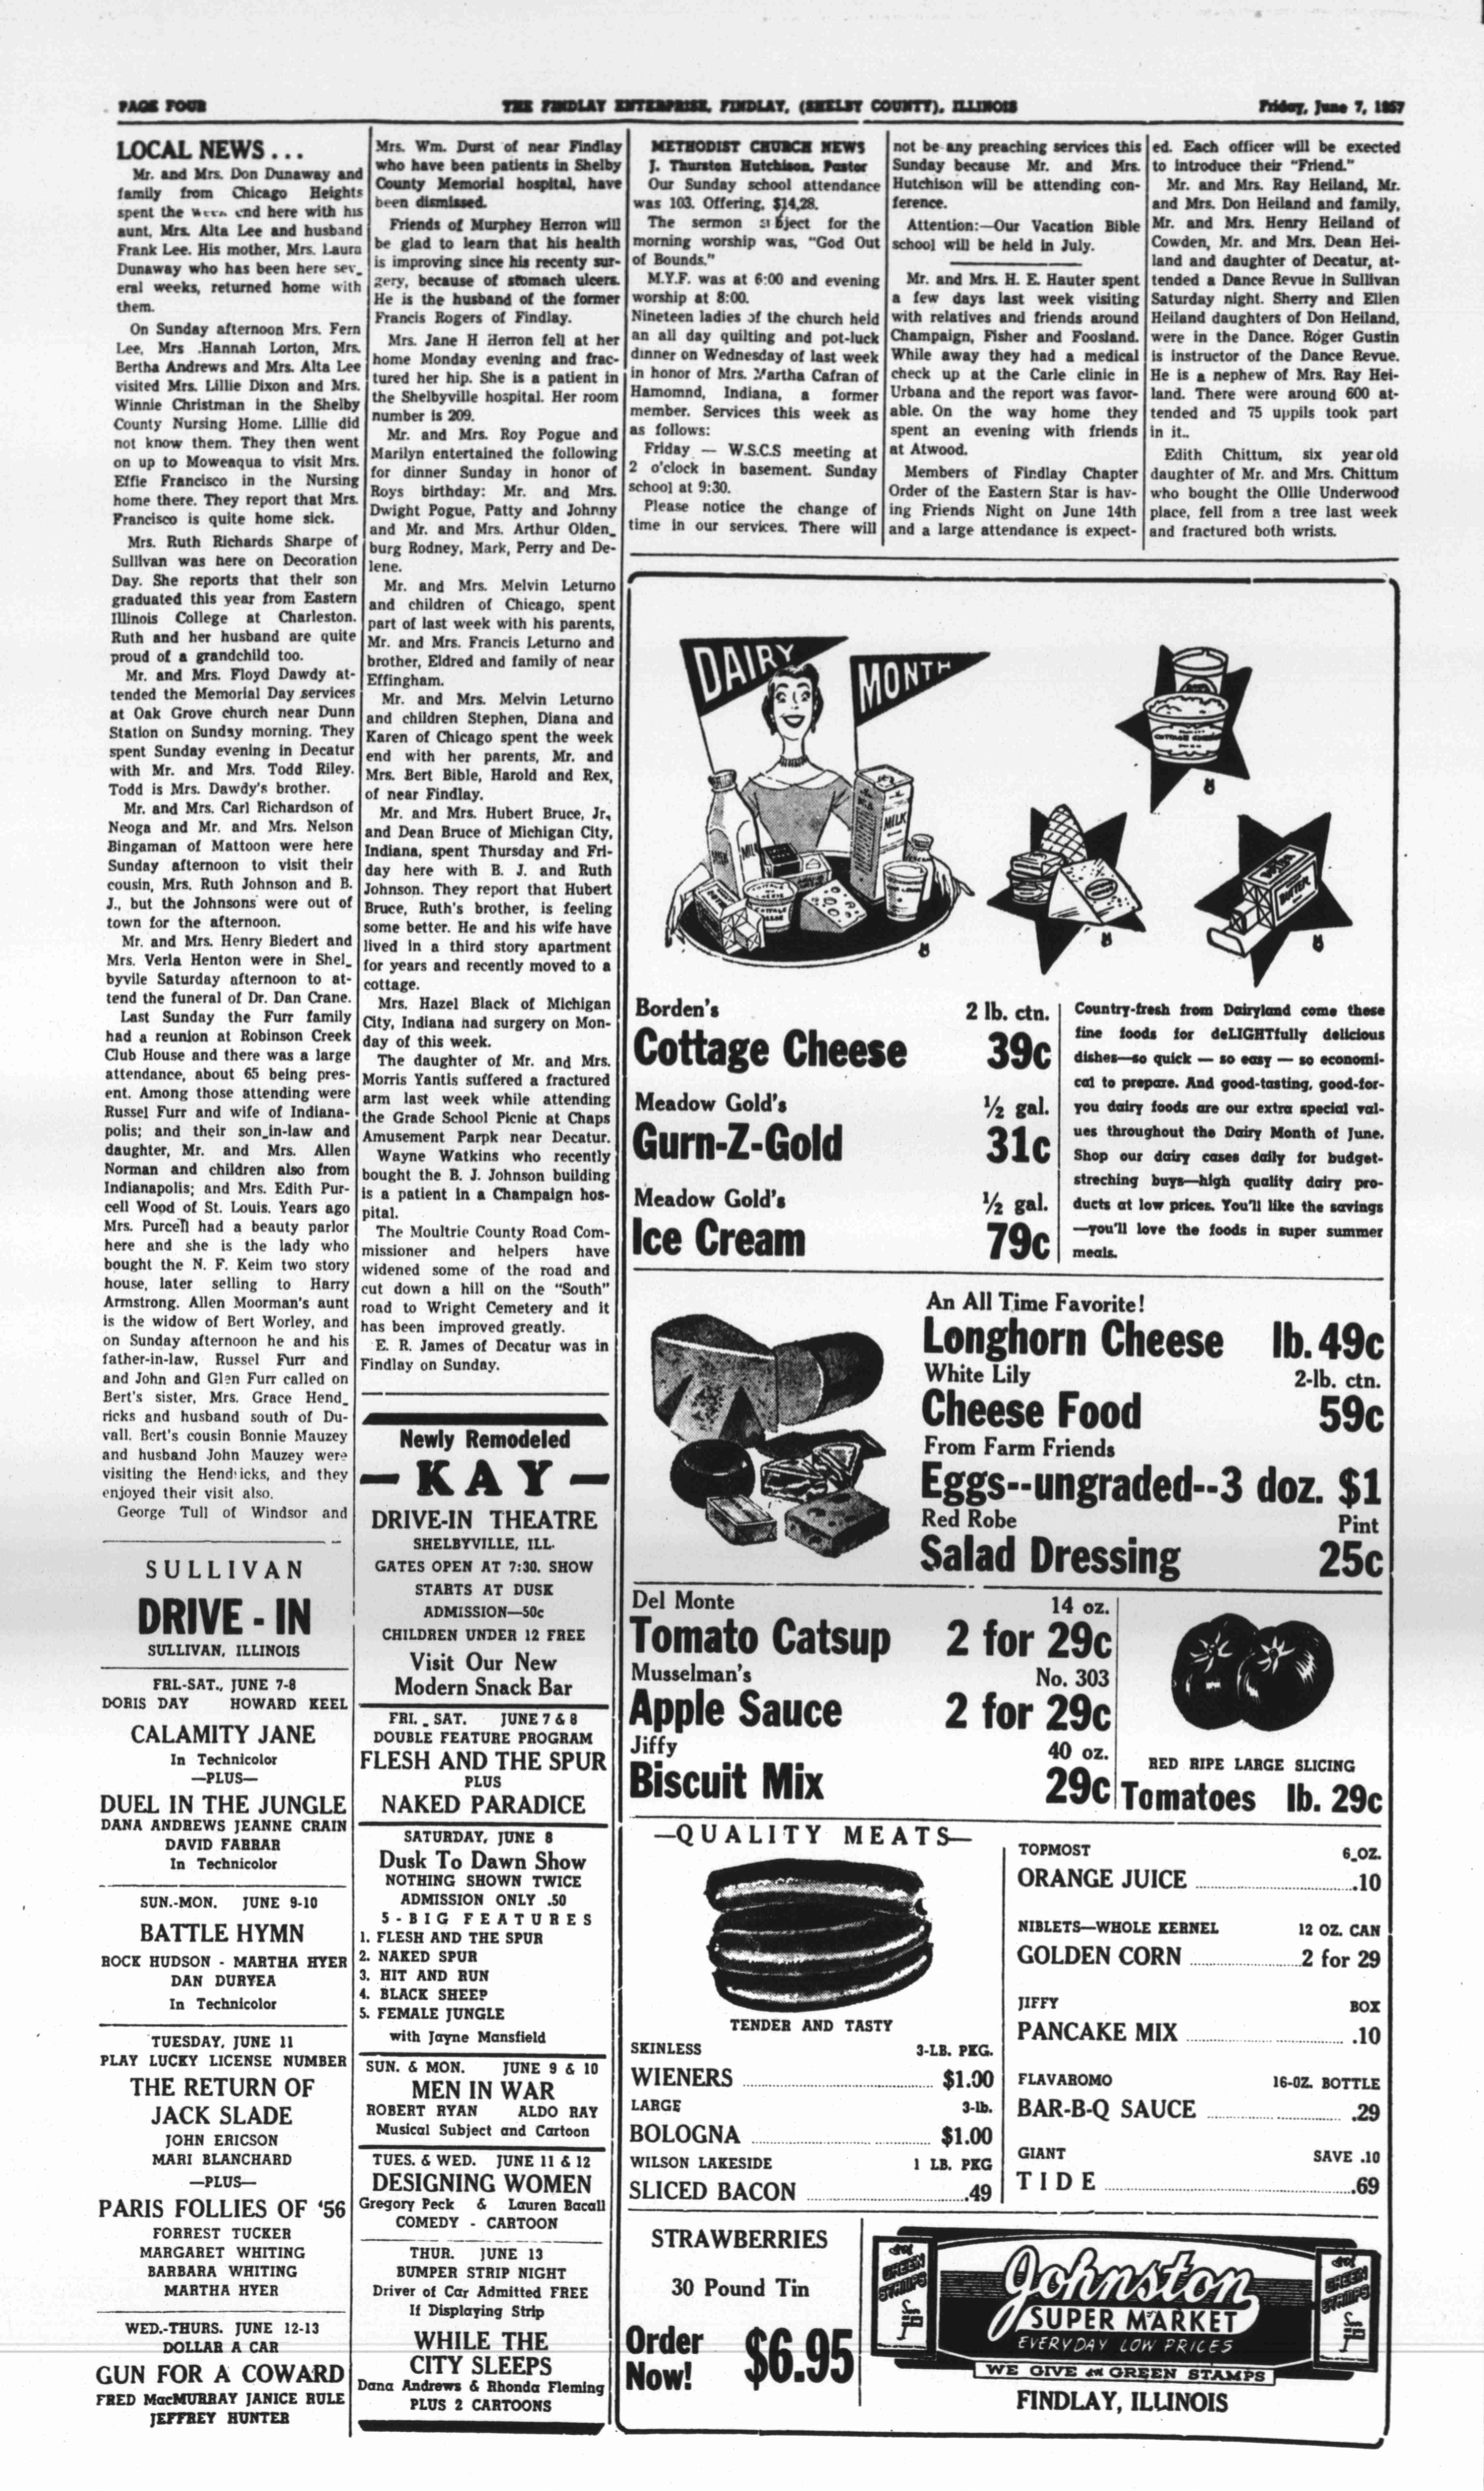 PAGE FOUR
THE FINDLAY ENTERPRISE, FINDLAY, (SHELBY COUNTY), ILLINOIS
Friday, June 7, 1957
LOCAL NEWS . . .
Mr. and Mrs. Don Dunaway and
family from Chicago Heights
spent the week end here with his
aunt, Mrs. Alta Lee and husband
Frank Lee. His mother, Mrs. Laura
Dunaway who has been here sev_
eral weeks, returned home with
them.
On Sunday afternoon Mrs. Fern
Lee, Mrs .Hannah Lorton, Mrs.
Bertha Andrews and Mrs. Alta Lee
visited Mrs. Lillie Dixon and Mrs.
Winnie Christman in the Shelby
County Nursing Home. Lillie did
not know them. They then went
on up to Moweaqua to visit Mrs.
Effie Francisco in the Nursing
home there. They report that Mrs.
Francisco is quite home sick.
Mrs. Ruth Richards Sharpe of
Sullivan was here on Decoration
Day. She reports that their son
graduated this year from Eastern
Illinois College at Charleston.
Ruth and her husband are quite
proud of a grandchild too.
Mr. and Mrs. Floyd Dawdy at-
tended the Memorial Day services
at Oak Grove church near Dunn
Station on Sunday morning. They
spent Sunday evening in Decatur
with Mr. and Mrs. Todd Riley.
Todd is Mrs. Dawdy's brother.
Mr. and Mrs. Carl Richardson of
Neoga and Mr. and Mrs. Nelson
Bingaman of Mattoon were here
Sunday afternoon to visit their
cousin, Mrs. Ruth Johnson and B.
J., but the Johnsons were out of
town for the afternoon.
Mr. and Mrs. Henry Biedert and
Mrs. Verla Henton were in Shel_
byvile Saturday afternoon to at-
tend the funeral of Dr. Dan Crane.
Last Sunday the Furr family
had a reunion at Robinson Creek
Club House and there was a large
attendance, about 65 being pres-
ent. Among those attending were
Russel Furr and wife of Indiana-
polis; and their son_in-law and
daughter, Mr. and Mrs. Allen
Norman and children also from
Indianapolis; and Mrs. Edith Pur-
cell Wood of St. Louis. Years ago
Mrs. Purcell had a beauty parlor
here and she is the lady who
bought the N. F. Keim two story
house, later selling to Harry
Armstrong. Allen Moorman's aunt
is the widow of Bert Worley, and
on Sunday afternoon he and his
father-in-law, Russel Furr and
and John and Glen Furr called on
Bert's sister, Mrs. Grace Hend_
ricks and husband south of Du-
vall. Bert's cousin Bonnie Mauzey
and husband John Mauzey were
visiting the Hendricks, and they
enjoyed their visit also.
George Tull of Windsor and
Mrs. Wm. Durst of near Findlay
who have been patients in Shelby
County Memorial hospital, have
been dismissed.
Friends of Murphey Herron will
be glad to learn that his health
is improving since his recenty sur-
gery, because of stomach ulcers.
He is the husband of the former
Francis Rogers of Findlay.
Mrs. Jane H Herron fell at her
home Monday evening and frac-
tured her hip. She is a patient in
the Shelbyville hospital. Her room
number is 209.
Mr. and Mrs. Roy Pogue and
Marilyn entertained the following
for dinner Sunday in honor of
Roys birthday: Mr. and Mrs.
Dwight Pogue, Patty and Johnny
and Mr. and Mrs. Arthur Olden_
burg Rodney, Mark, Perry and De-
lene.
Mr. and Mrs. Melvin Leturno
and children of Chicago, spent
part of last week with his parents,
Mr. and Mrs. Francis Leturno and
brother, Eldred and family of near
Effingham.
Mr. and Mrs. Melvin Leturno
and children Stephen, Diana and
Karen of Chicago spent the week
end with her parents, Mr. and
Mrs. Bert Bible, Harold and Rex,
of near Findlay.
Mr. and Mrs. Hubert Bruce, Jr,
and Dean Bruce of Michigan City,
Indiana, spent Thursday and Fri-
day here with B. J. and Ruth
Johnson. They report that Hubert
Bruce, Ruth's brother, is feeling
some better. He and his wife have
lived in a third story apartment
for years and recently moved to a
cottage.
Mrs. Hazel Black of Michigan
City, Indiana had surgery on Mon-
day of this week.
The daughter of Mr. and Mrs.
Morris Yantis suffered a fractured
arm last week while attending
the Grade School Picnic at Chaps
Amusement Parpk near Decatur.
Wayne Watkins who recently
bought the B. J. Johnson building
is a patient in a Champaign hos-
pital.
The Moultrie County Road Com-
missioner and helpers have
widened some of the road and
cut down a hill on the "South"
road to Wright Cemetery and it
has been improved greatly.
E. R. James of Decatur was in
Findlay on Sunday.
METHODIST CHURCH NEWS
J. Thurston Hutchison, Pastor
Our Sunday school attendance
was 103. Offering, $14,28.
The sermon subject for the
morning worship was, "God Out
of Bounds."
M.Y.F. was at 6:00 and evening
worship at 8:00.
Nineteen ladies of the church held
an all day quilting and pot-luck
dinner on Wednesday of last week
in honor of Mrs. Martha Cafran of
Hamomnd, Indiana, a former
member. Services this week as
as follows:
Friday — W.S.C.S meeting at
2 o'clock in basement. Sunday
school at 9:30.
Please notice the change of
time in our services. There will
not be any preaching services this
Sunday because Mr. and Mrs.
Hutchison will be attending con-
ference.
Attention:—Our Vacation Bible
school will be held in July.
Mr. and Mrs. H. E. Hauter spent
a few days last week visiting
with relatives and friends around
Champaign, Fisher and Foosland.
While away they had a medical
check up at the Carle clinic in
Urbana and the report was favor-
able. On the way home they
spent an evening with friends
at Atwood.
Members of Findlay Chapter
Order of the Eastern Star is hav-
ing Friends Night on June 14th
and a large attendance is expect-
ed. Each officer will be exected
to introduce their "Friend."
Mr. and Mrs. Ray Heiland, Mr.
and Mrs. Don Heiland and family,
Mr. and Mrs. Henry Heiland of
Cowden, Mr. and Mrs. Dean Hei-
land and daughter of Decatur, at-
tended a Dance Revue in Sullivan
Saturday night. Sherry and Ellen
Heiland daughters of Don Heiland,
were in the Dance. Roger Gustin
is instructor of the Dance Revue.
He is a nephew of Mrs. Ray Hei-
land. There were around 600 at-
tended and 75 uppils took part
in it..
Edith Chittum, six year old
daughter of Mr. and Mrs. Chittum
who bought the Ollie Underwood
place, fell from a tree last week
and fractured both wrists.
SULLIVAN
DRIVE - IN
SULLIVAN, ILLINOIS
FRI.-SAT., JUNE 7-8
DORIS DAY HOWARD KEEL
CALAMITY JANE
In Technicolor
—PLUS—
DUEL IN THE JUNGLE
DANA ANDREWS JEANNE CRAIN
DAVID FARRAR
In Technicolor
SUN.-MON. JUNE 9-10
BATTLE HYMN
ROCK HUDSON - MARTHA HYER
DAN DURYEA
In Technicolor
TUESDAY, JUNE 11
PLAY LUCKY LICENSE NUMBER
THE RETURN OF
JACK SLADE
JOHN ERICSON
MARI BLANCHARD
—PLUS—
PARIS FOLLIES OF '56
FORREST TUCKER
MARGARET WHITING
BARBARA WHITING
MARTHA HYER
WED.-THURS. JUNE 12-13
DOLLAR A CAR
GUN FOR A COWARD
FRED MacMURRAY JANICE RULE
JEFFREY HUNTER
Newly Remodeled
— KAY —
DRIVE-IN THEATRE
SHELBYVILLE, ILL.
GATES OPEN AT 7:30. SHOW
STARTS AT DUSK
ADMISSION—50c
CHILDREN UNDER 12 FREE
Visit Our New
Modern Snack Bar
FRI. _ SAT. JUNE 7 & 8
DOUBLE FEATURE PROGRAM
FLESH AND THE SPUR
PLUS
NAKED PARADICE
SATURDAY, JUNE 8
Dusk To Dawn Show
NOTHING SHOWN TWICE
ADMISSION ONLY .50
5 - BIG FEATURES
1. FLESH AND THE SPUR
2. NAKED SPUR
3. HIT AND RUN
4. BLACK SHEEP
5. FEMALE JUNGLE
with Jayne Mansfield
SUN. & MON. JUNE 9 & 10
MEN IN WAR
ROBERT RYAN ALDO RAY
Musical Subject and Cartoon
TUES. & WED. JUNE 11 & 12
DESIGNING WOMEN
Gregory Peck & Lauren Bacall
COMEDY - CARTOON
THUR. JUNE 13
BUMPER STRIP NIGHT
Driver of Car Admitted FREE
If Displaying Strip
WHILE THE
CITY SLEEPS
Dana Andrews & Rhonda Fleming
PLUS 2 CARTOONS
DAIRY MONTH
MILK
COTTAGE CHEESE
BUTTER
Borden's 2 lb. ctn.
Cottage Cheese 39c
Meadow Gold's ½ gal.
Gurn-Z-Gold 31c
Meadow Gold's ½ gal.
Ice Cream 79c
Country-fresh from Dairyland come these
fine foods for deLIGHTfully delicious
dishes—so quick — so easy — so economi-
cal to prepare. And good-tasting, good-for-
you dairy foods are our extra special val-
ues throughout the Dairy Month of June.
Shop our dairy cases daily for budget-
streching buys—high quality dairy pro-
ducts at low prices. You'll like the savings
—you'll love the foods in super summer
meals.
An All Time Favorite!
Longhorn Cheese lb. 49c
White Lily 2-lb. ctn.
Cheese Food 59c
From Farm Friends
Eggs--ungraded--3 doz. $1
Red Robe Pint
Salad Dressing 25c
Del Monte 14 oz.
Tomato Catsup 2 for 29c
Musselman's No. 303
Apple Sauce 2 for 29c
Jiffy 40 oz.
Biscuit Mix 29c
RED RIPE LARGE SLICING
Tomatoes lb. 29c
—QUALITY MEATS—
TENDER AND TASTY
SKINLESS 3-LB. PKG.
WIENERS $1.00
LARGE 3-lb.
BOLOGNA $1.00
WILSON LAKESIDE 1 LB. PKG
SLICED BACON .49
TOPMOST 6_OZ.
ORANGE JUICE .10
NIBLETS—WHOLE KERNEL 12 OZ. CAN
GOLDEN CORN 2 for 29
JIFFY BOX
PANCAKE MIX .10
FLAVAROMO 16-OZ. BOTTLE
BAR-B-Q SAUCE .29
GIANT SAVE .10
TIDE .69
STRAWBERRIES
30 Pound Tin
Order
Now! $6.95
GREEN STAMPS
Johnston
SUPER MARKET
EVERYDAY LOW PRICES
GREEN STAMPS
WE GIVE S&H GREEN STAMPS
FINDLAY, ILLINOIS